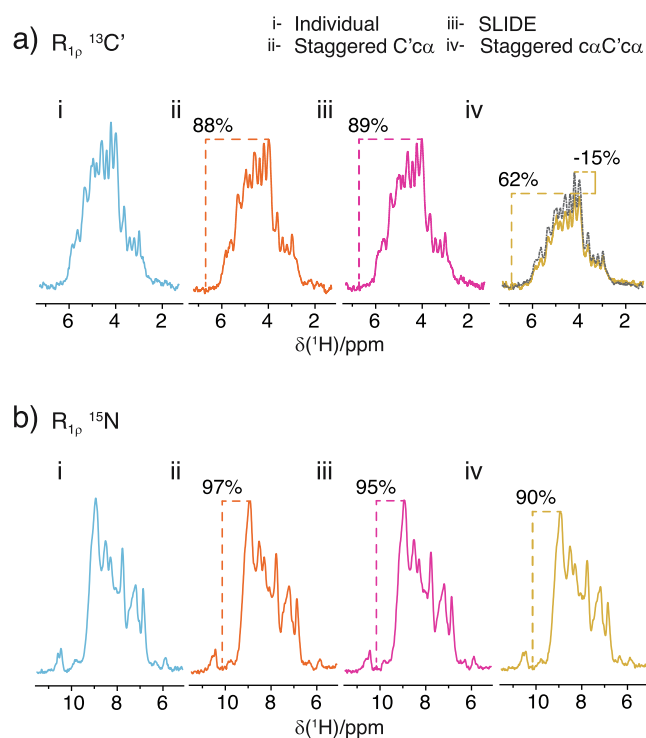 i- Individual iii- SLIDE
a) R1ρ ¹³C’ ii- Staggered C’cα iv- Staggered cαC’cα
i ii iii iv
88% 89% -15%
62%
6 4 2 6 4 2 6 4 2 6 4 2
δ(¹H)/ppm
b) R1ρ ¹⁵N
i ii iii iv
97% 95% 90%
10 8 6 10 8 6 10 8 6 10 8 6
δ(¹H)/ppm